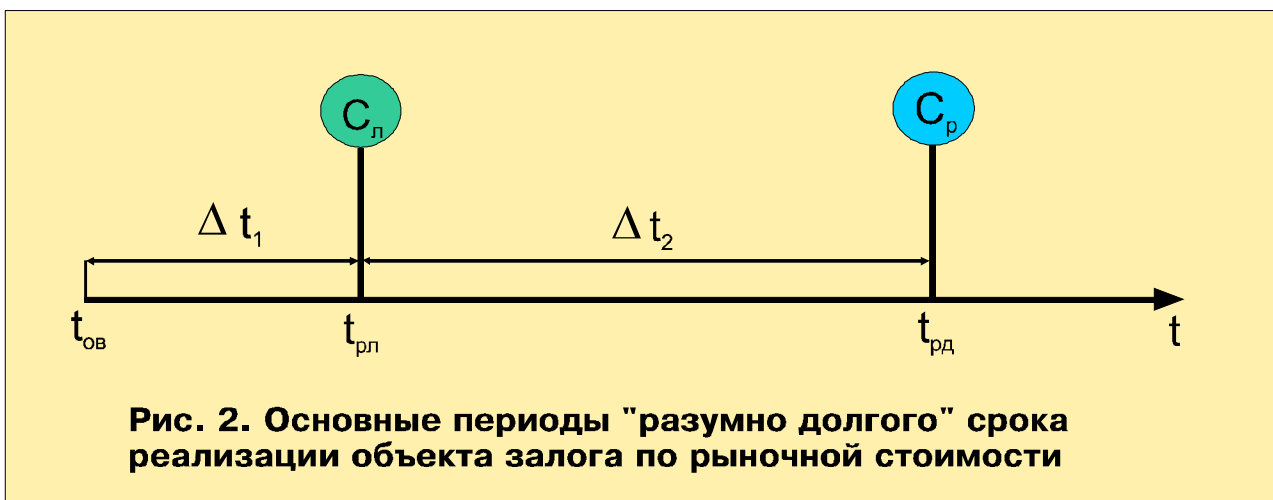 Сл Ср
Δ t1 Δ t2
tов tрл tрд t
Рис. 2. Основные периоды "разумно долгого" срока
реализации объекта залога по рыночной стоимости